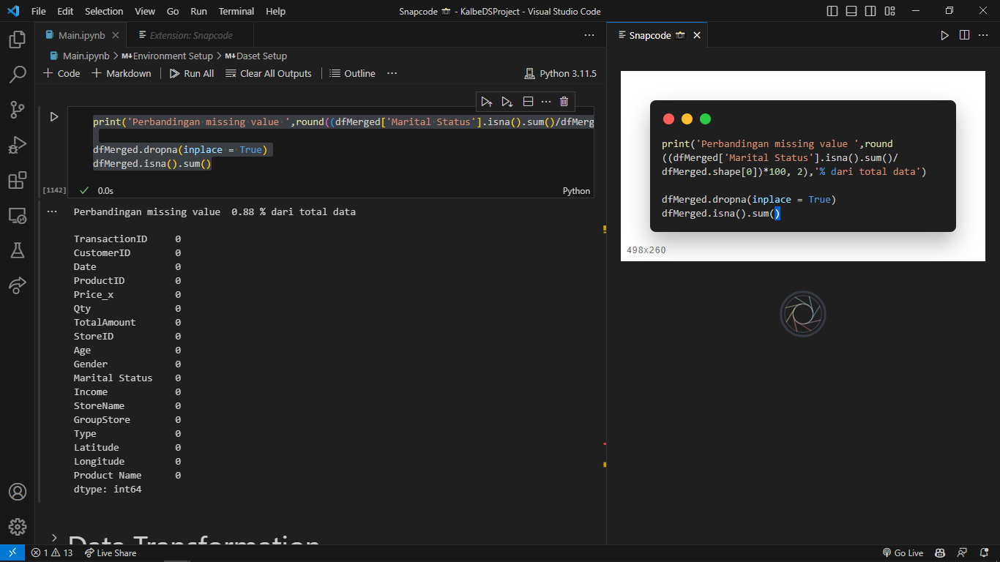 File Edit Selection View Go Run Terminal Help
Snapcode - KalbeDSProject - Visual Studio Code
Main.ipynb
Extension: Snapcode
Snapcode
Main.ipynb > M↓Environment Setup > M↓Daset Setup
Code Markdown Run All Clear All Outputs Outline ···
Python 3.11.5
print('Perbandingan missing value ',round((dfMerged['Marital Status'].isna().sum()/dfMerg
dfMerged.dropna(inplace = True)
dfMerged.isna().sum()
[1142] 0.0s Python
Perbandingan missing value  0.88 % dari total data
TransactionID 0
CustomerID 0
Date 0
ProductID 0
Price_x 0
Qty 0
TotalAmount 0
StoreID 0
Age 0
Gender 0
Marital Status 0
Income 0
StoreName 0
GroupStore 0
Type 0
Latitude 0
Longitude 0
Product Name 0
dtype: int64
Data Transformation
print('Perbandingan missing value ',round
((dfMerged['Marital Status'].isna().sum()/
dfMerged.shape[0])*100, 2),'% dari total data')
dfMerged.dropna(inplace = True)
dfMerged.isna().sum()
498x260
1 13 Live Share
Go Live